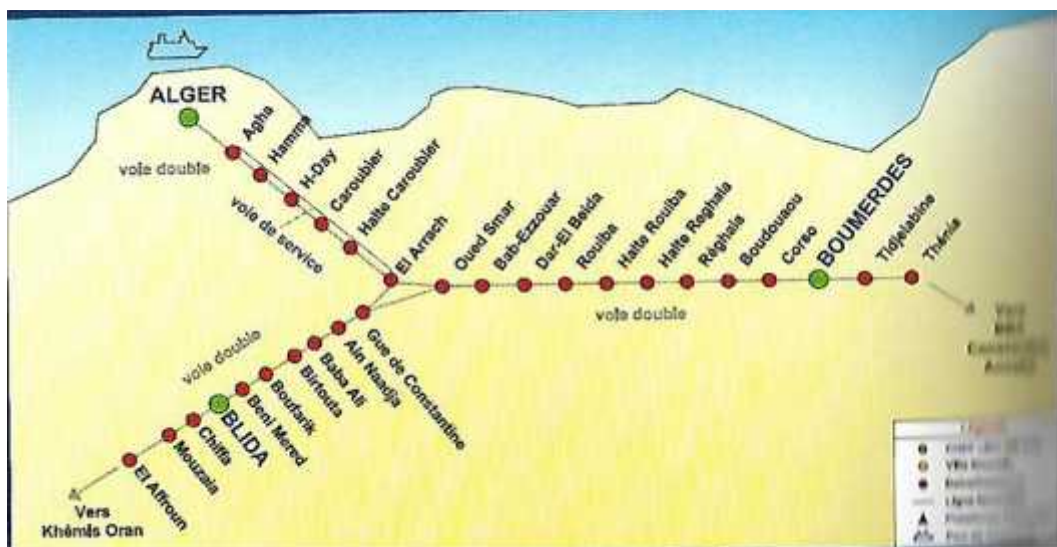 ALGER
Agha
Hamma
H-Day
Caroubier
Halte Caroubier
El Arrach
voie double
voie de service
Oued Smar
Bab-Ezzouar
Dar-El Beida
Rouiba
Halte Rouiba
Halte Reghaia
Réghaia
Boudouaou
Corso
BOUMERDES
Tidjelabine
Thénia
voie double
Vers
voie double
Gue de Constantine
Ain Naadja
Baba Ali
Birtouta
Boufarik
Beni Mered
BLIDA
Chiffa
Mouzaia
El Affroun
Vers
Khémis Oran